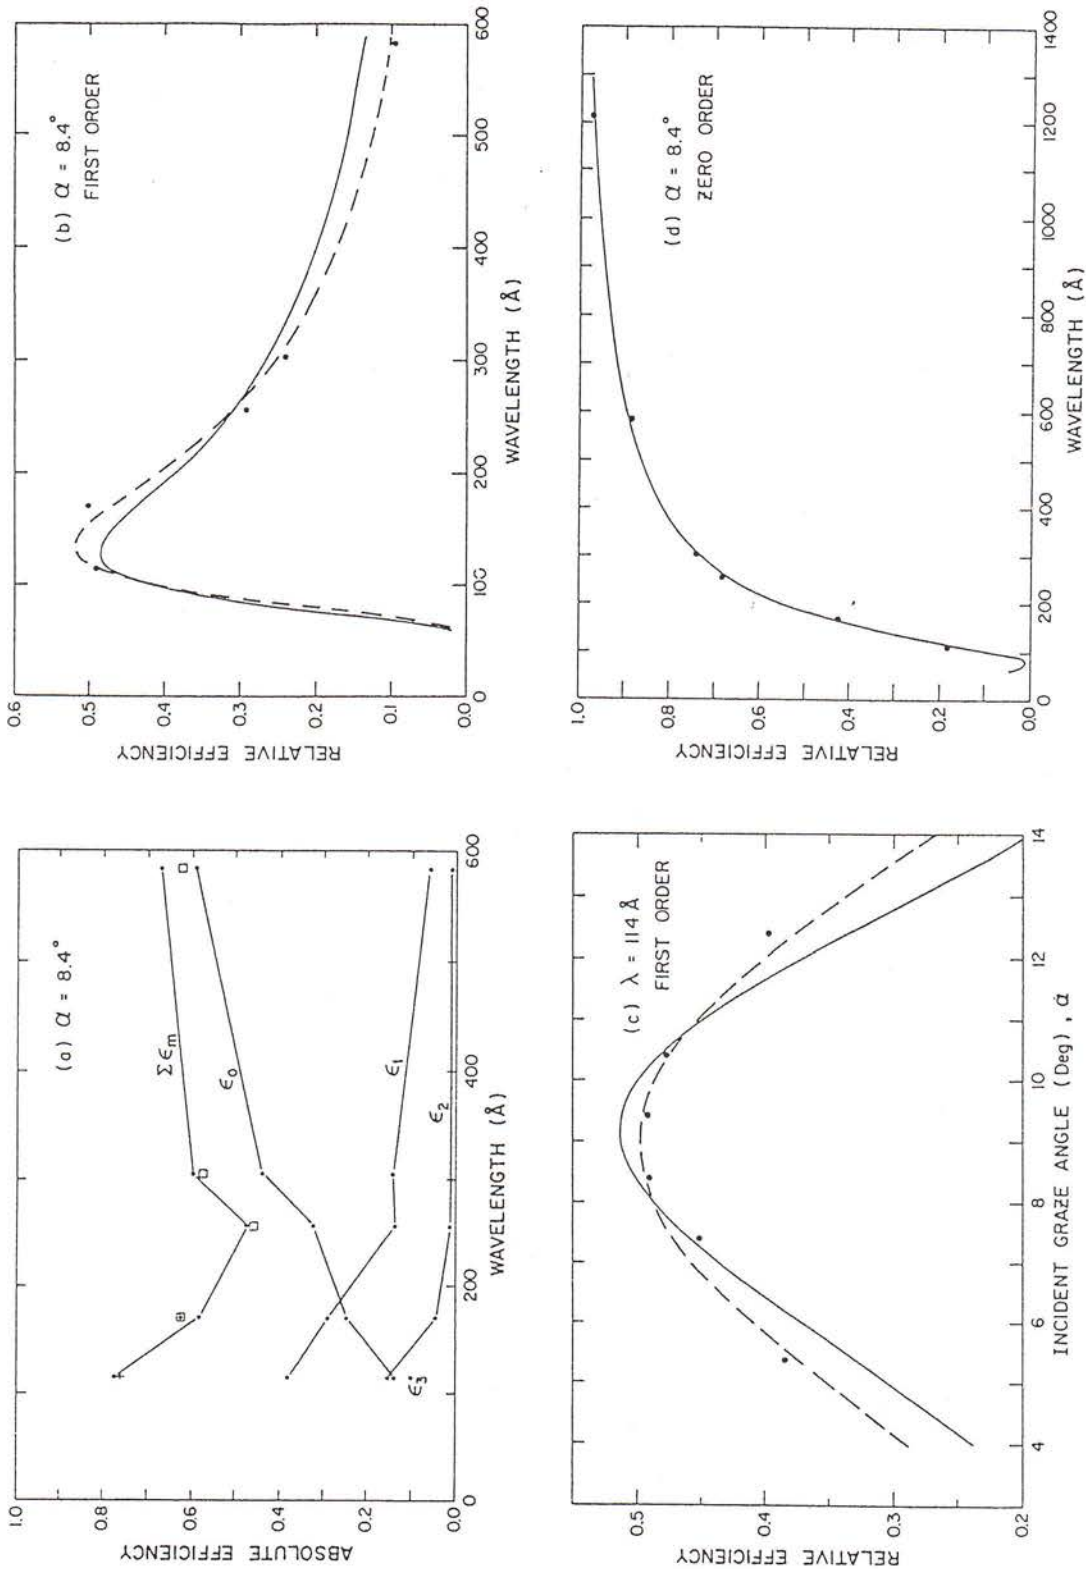 (a) α = 8.4°
1.0
0.8
0.6
0.4
0.2
0.0
ABSOLUTE EFFICIENCY
Σ ϵm
ϵ0
ϵ1
ϵ2
ϵ3
0 200 400 600
WAVELENGTH (Å)
(b) α = 8.4°
FIRST ORDER
0.6
0.5
0.4
0.3
0.2
0.1
0.0
RELATIVE EFFICIENCY
0 100 200 300 400 500 600
WAVELENGTH (Å)
(c) λ = 114 Å
FIRST ORDER
0.5
0.4
0.3
0.2
RELATIVE EFFICIENCY
4 6 8 10 12 14
INCIDENT GRAZE ANGLE (Deg), α
(d) α = 8.4°
ZERO ORDER
1.0
0.8
0.6
0.4
0.2
0.0
RELATIVE EFFICIENCY
0 200 400 600 800 1000 1200 1400
WAVELENGTH (Å)